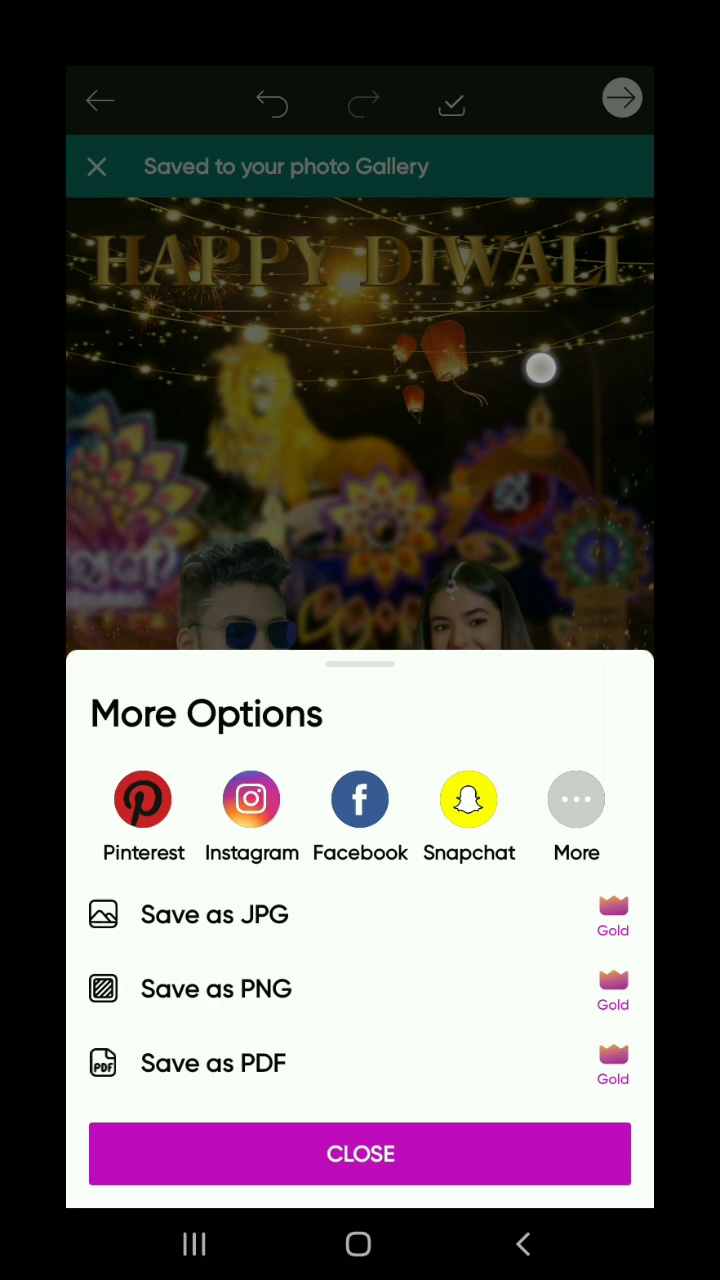 Saved to your photo Gallery
HAPPY DIWALI
More Options
Pinterest Instagram Facebook Snapchat More
Save as JPG Gold
Save as PNG Gold
PDF Save as PDF Gold
CLOSE